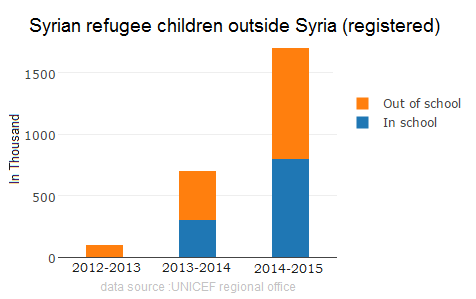 Syrian refugee children outside Syria (registered)
1500
1000
500
0
In Thousand
Out of school
In school
2012-2013 2013-2014 2014-2015
data source :UNICEF regional office